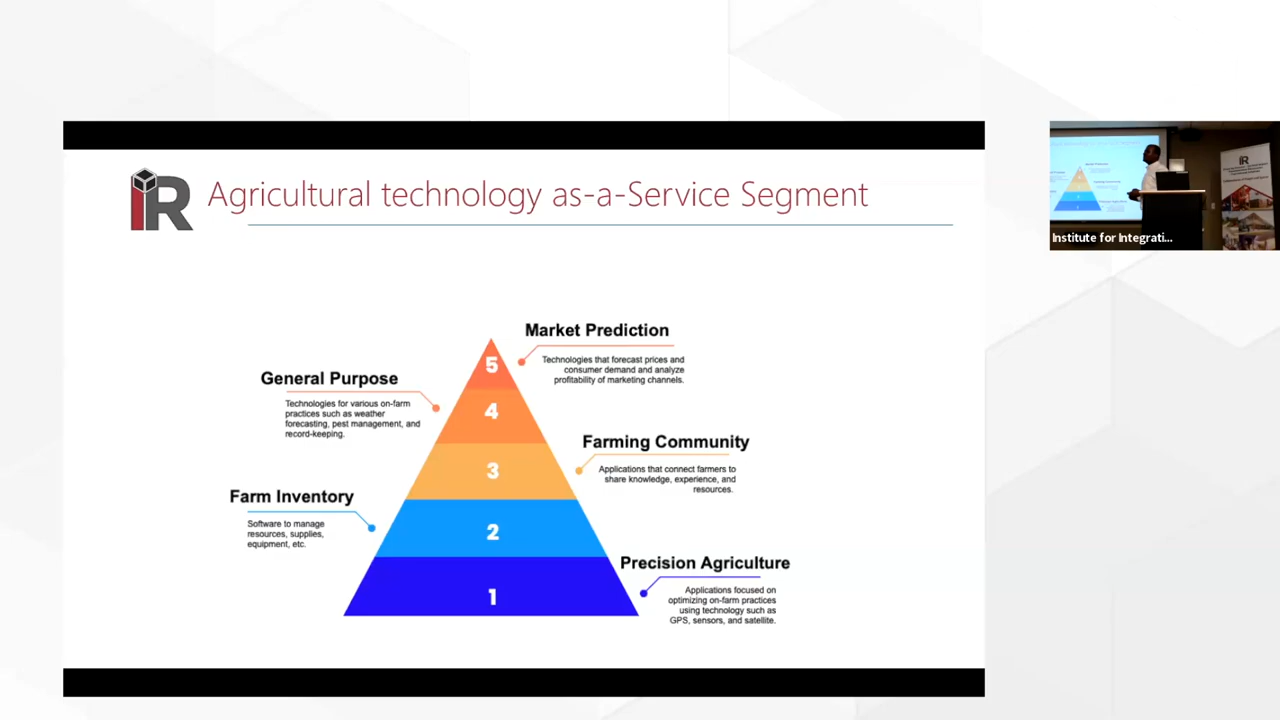 IR
Agricultural technology as-a-Service Segment
Market Prediction
Technologies that forecast prices and
consumer demand and analyze
profitability of marketing channels.
5
General Purpose
Technologies for various on-farm
practices such as weather
forecasting, pest management, and
record-keeping.
4
Farming Community
Applications that connect farmers to
share knowledge, experience, and
resources.
3
Farm Inventory
Software to manage
resources, supplies,
equipment, etc.
2
Precision Agriculture
Applications focused on
optimizing on-farm practices
using technology such as
GPS, sensors, and satellite.
1
Institute for Integrati...